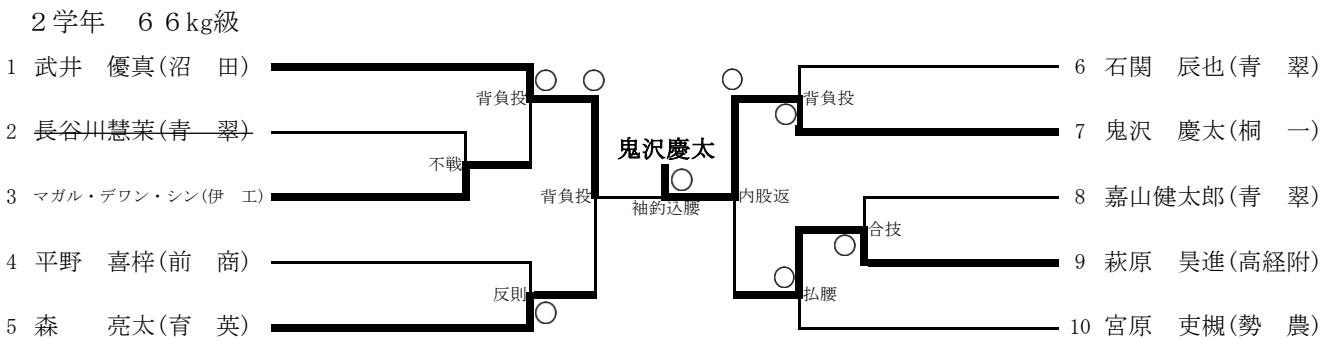 ２学年　６６kg級
1 武井　優真(沼　田)
2 長谷川慧茉(青　翠)
3 マガル・デワン・シン(伊　工)
4 平野　喜梓(前　商)
5 森　　亮太(育　英)
背負投
不戦
背負投
反則
鬼沢慶太
袖釣込腰
背負投
内股返
合技
払腰
6 石関　辰也(青　翠)
7 鬼沢　慶太(桐　一)
8 嘉山健太郎(青　翠)
9 萩原　昊進(高経附)
10 宮原　吏槻(勢　農)